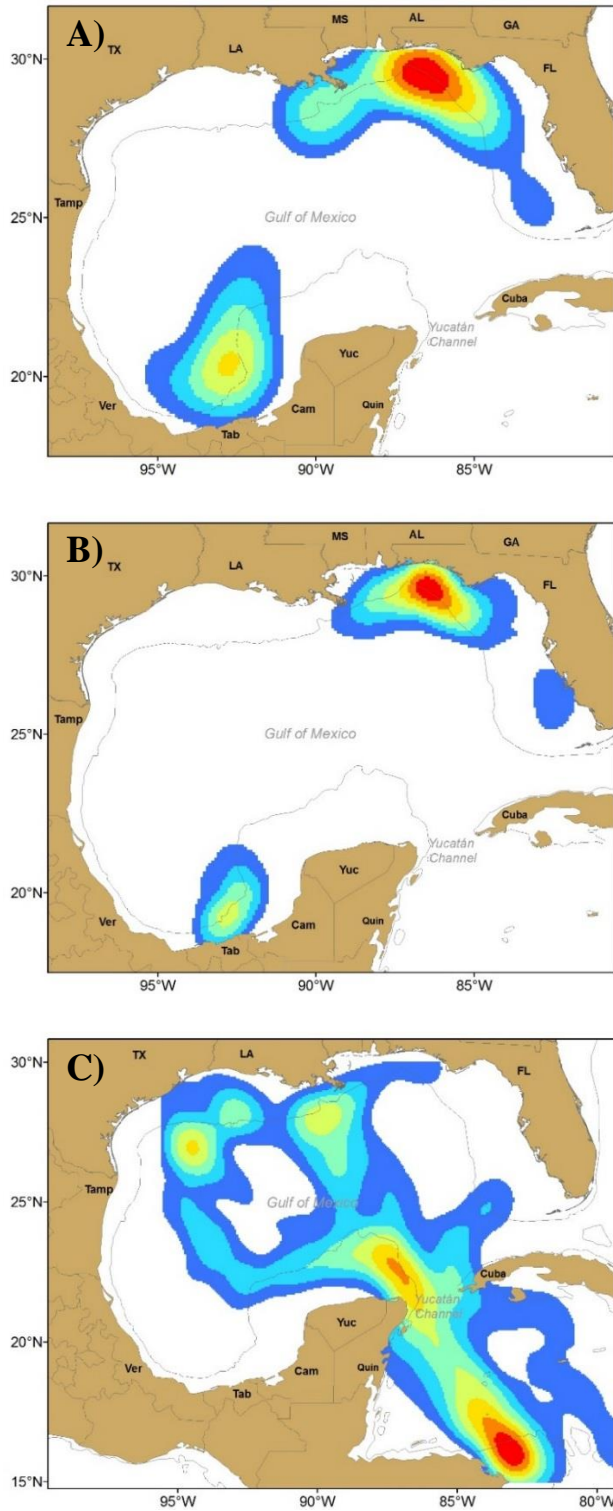 A)
MS AL GA
TX LA FL
30°N
Tamp
25°N
Gulf of Mexico
Cuba
Yucatán
Channel
Yuc
20°N
Ver Cam Quin
Tab
95°W 90°W 85°W
B)
MS AL GA
TX LA FL
30°N
Tamp
25°N
Gulf of Mexico
Cuba
Yucatán
Channel
Yuc
20°N
Ver Cam Quin
Tab
95°W 90°W 85°W
C)
TX LA
30°N
FL
Tamp
25°N
Gulf of Mexico
Cuba
Yucatán
Channel
20°N
Yuc
Ver Cam Quin
Tab
15°N
95°W 90°W 85°W 80°W